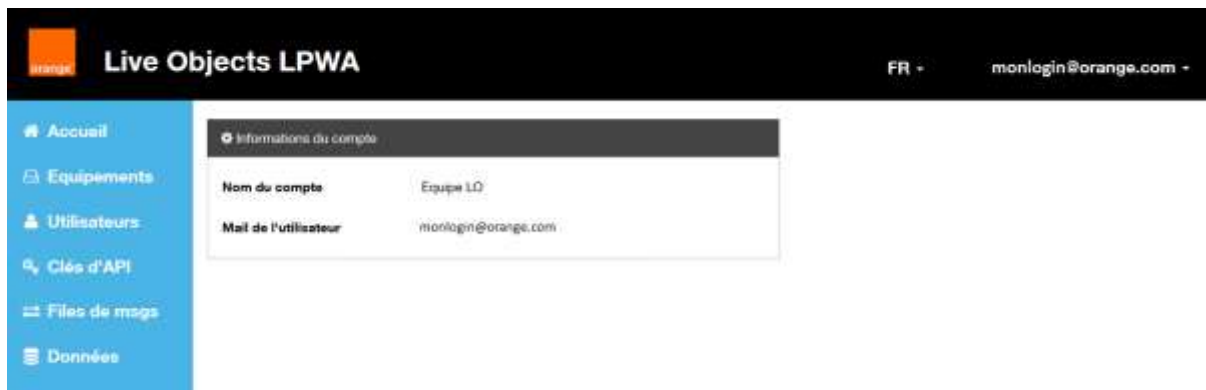 orange
Live Objects LPWA
FR
monlogin@orange.com
Accueil
Equipements
Utilisateurs
Clés d'API
Files de msgs
Données
Informations du compte
Nom du compte Equipe LO
Mail de l'utilisateur monlogin@orange.com